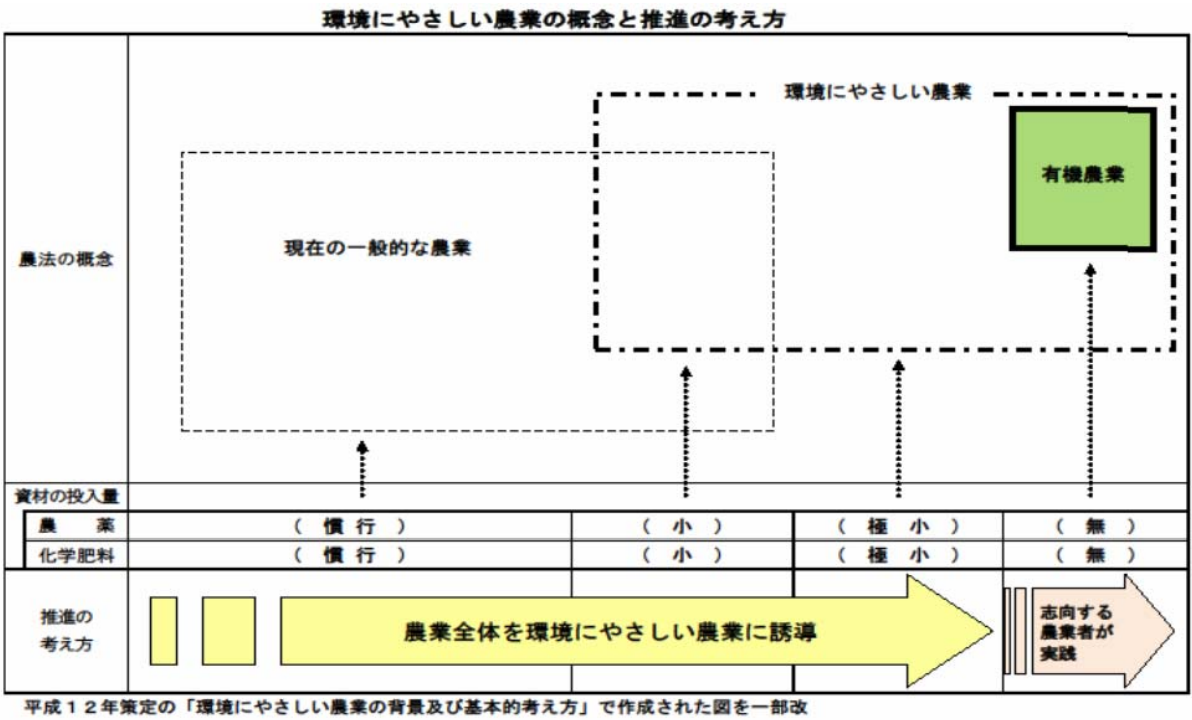 環境にやさしい農業の概念と推進の考え方
環境にやさしい農業
有機農業
現在の一般的な農業
農法の概念
資材の投入量
農　薬 （ 慣 行 ） （ 小 ） （ 極 小 ） （ 無 ）
化学肥料 （ 慣 行 ） （ 小 ） （ 極 小 ） （ 無 ）
推進の
考え方
農業全体を環境にやさしい農業に誘導
志向する
農業者が
実践
平成１２年策定の「環境にやさしい農業の背景及び基本的考え方」で作成された図を一部改